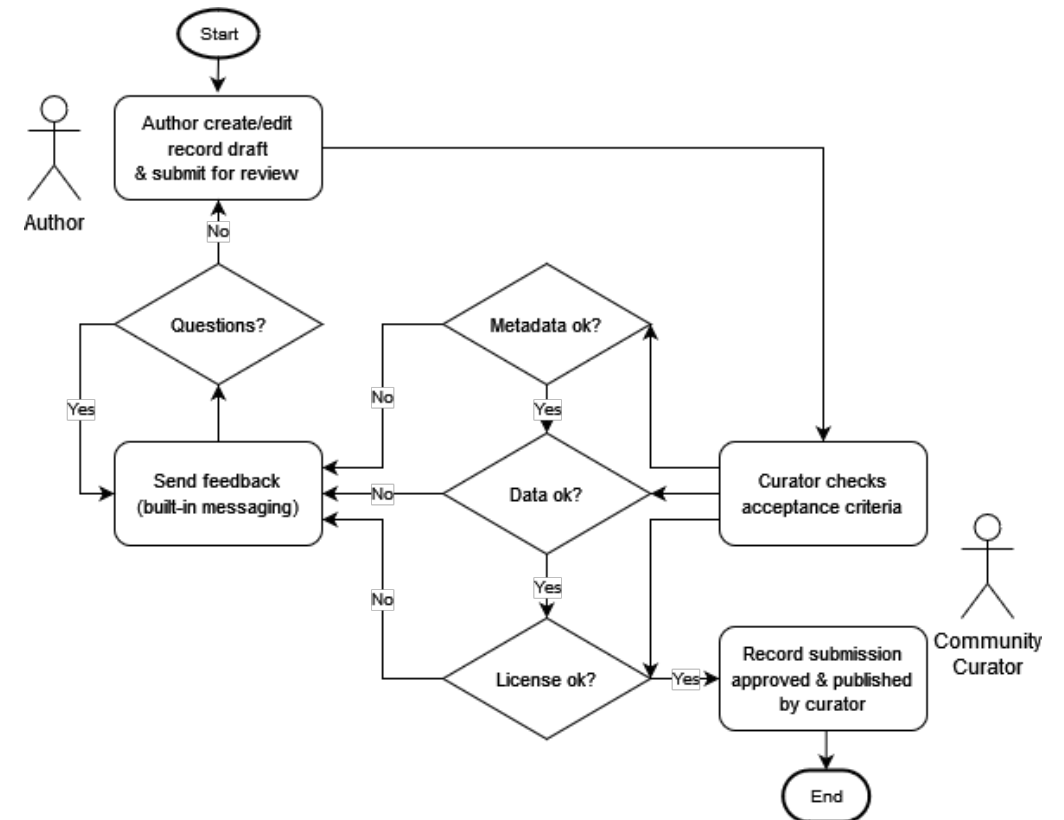 Start
Author create/edit
record draft
& submit for review
Author
No
Questions?
Metadata ok?
Yes
No
Yes
Send feedback
(built-in messaging)
No
Data ok?
Curator checks
acceptance criteria
Yes
No
License ok?
Yes
Record submission
approved & published
by curator
Community
Curator
End